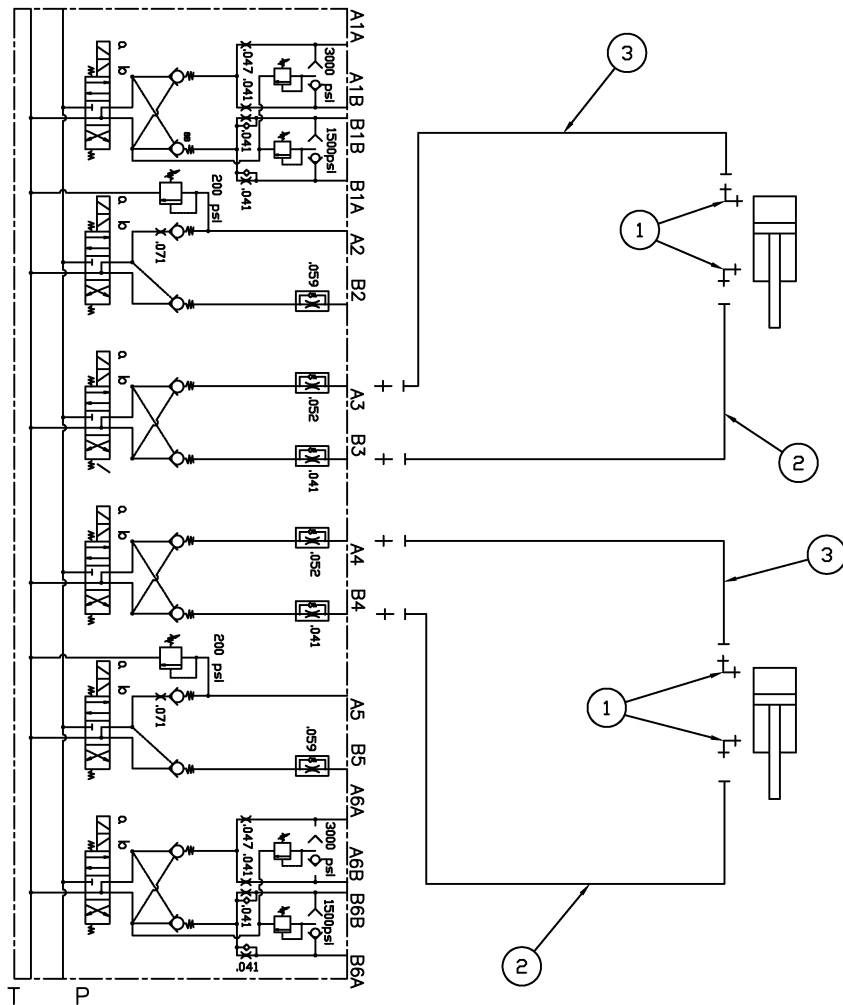 A1A
3000 psi
.047 .041
A1B
B1B
1500psi
.041
.041
B1A
a b
BB
200 psi
A2
.071
a b
.059
B2
a b
A3
.052
B3
.041
a b
A4
.052
B4
.041
200 psi
a b
A5
.071
.059
B5
A6A
3000 psi
.047 .041
a b
A6B
B6B
1500psi
.041
.041
B6A
T P
3
1
2
3
1
2